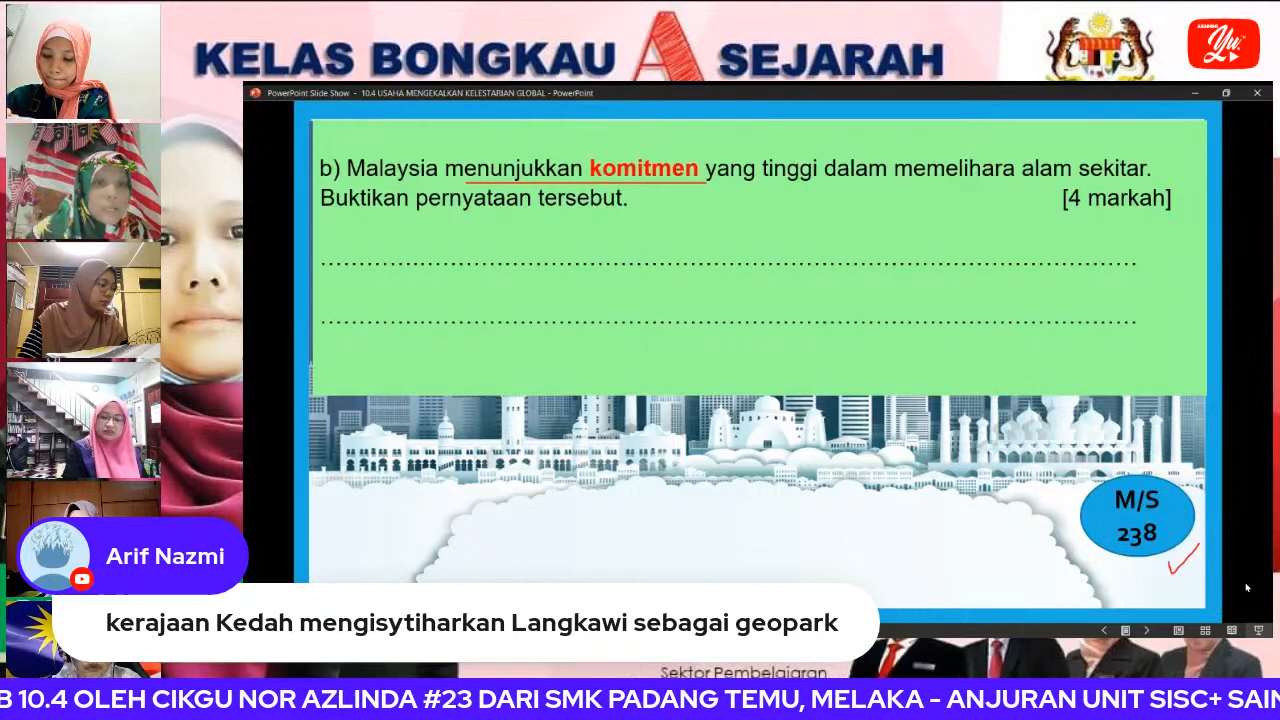 KELAS BONGKAU A SEJARAH
AKADEMI
YU
PowerPoint Slide Show - 10.4 USAHA MENGEKALKAN KELESTARIAN GLOBAL - PowerPoint
b) Malaysia menunjukkan komitmen yang tinggi dalam memelihara alam sekitar.
Buktikan pernyataan tersebut. [4 markah]
M/S
238
Arif Nazmi
kerajaan Kedah mengisytiharkan Langkawi sebagai geopark
Sektor Pembelajaran
B 10.4 OLEH CIKGU NOR AZLINDA #23 DARI SMK PADANG TEMU, MELAKA - ANJURAN UNIT SISC+ SAIN